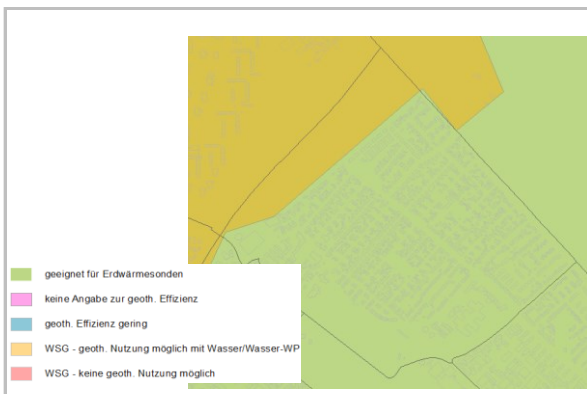 geeignet für Erdwärmesonden
keine Angabe zur geoth. Effizienz
geoth. Effizienz gering
WSG - geoth. Nutzung möglich mit Wasser/Wasser-WP
WSG - keine geoth. Nutzung möglich